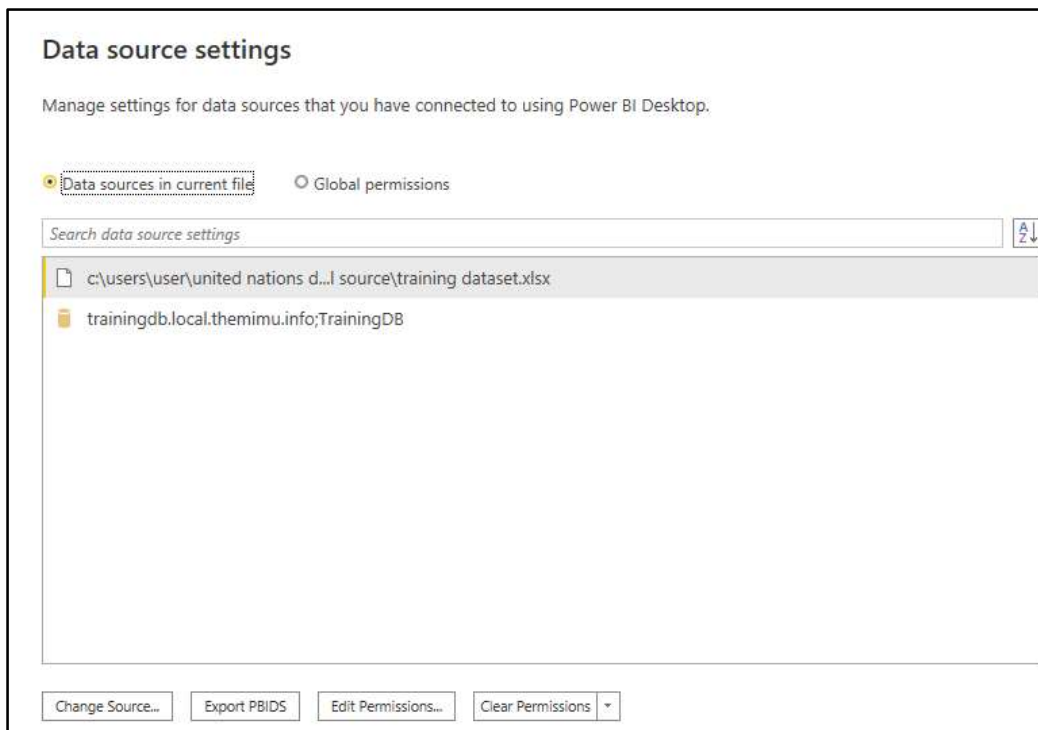 Data source settings
Manage settings for data sources that you have connected to using Power BI Desktop.
Data sources in current file
Global permissions
Search data source settings
A
Z
c:\users\user\united nations d...l source\training dataset.xlsx
trainingdb.local.themimu.info;TrainingDB
Change Source...
Export PBIDS
Edit Permissions...
Clear Permissions